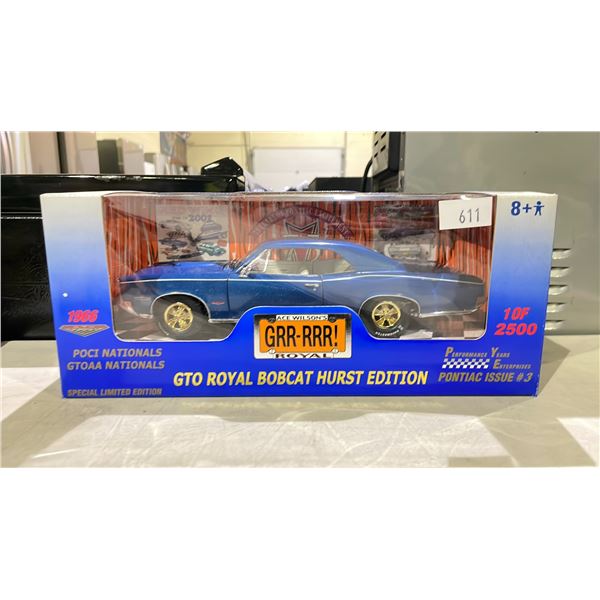 2001
611
8+
1966
ACE WILSON'S
GRR-RRR!
ROYAL
1 OF
2500
POCI NATIONALS
GTOAA NATIONALS
PERFORMANCE YEARS
ENTERPRISES
GTO ROYAL BOBCAT HURST EDITION
PONTIAC ISSUE #3
SPECIAL LIMITED EDITION